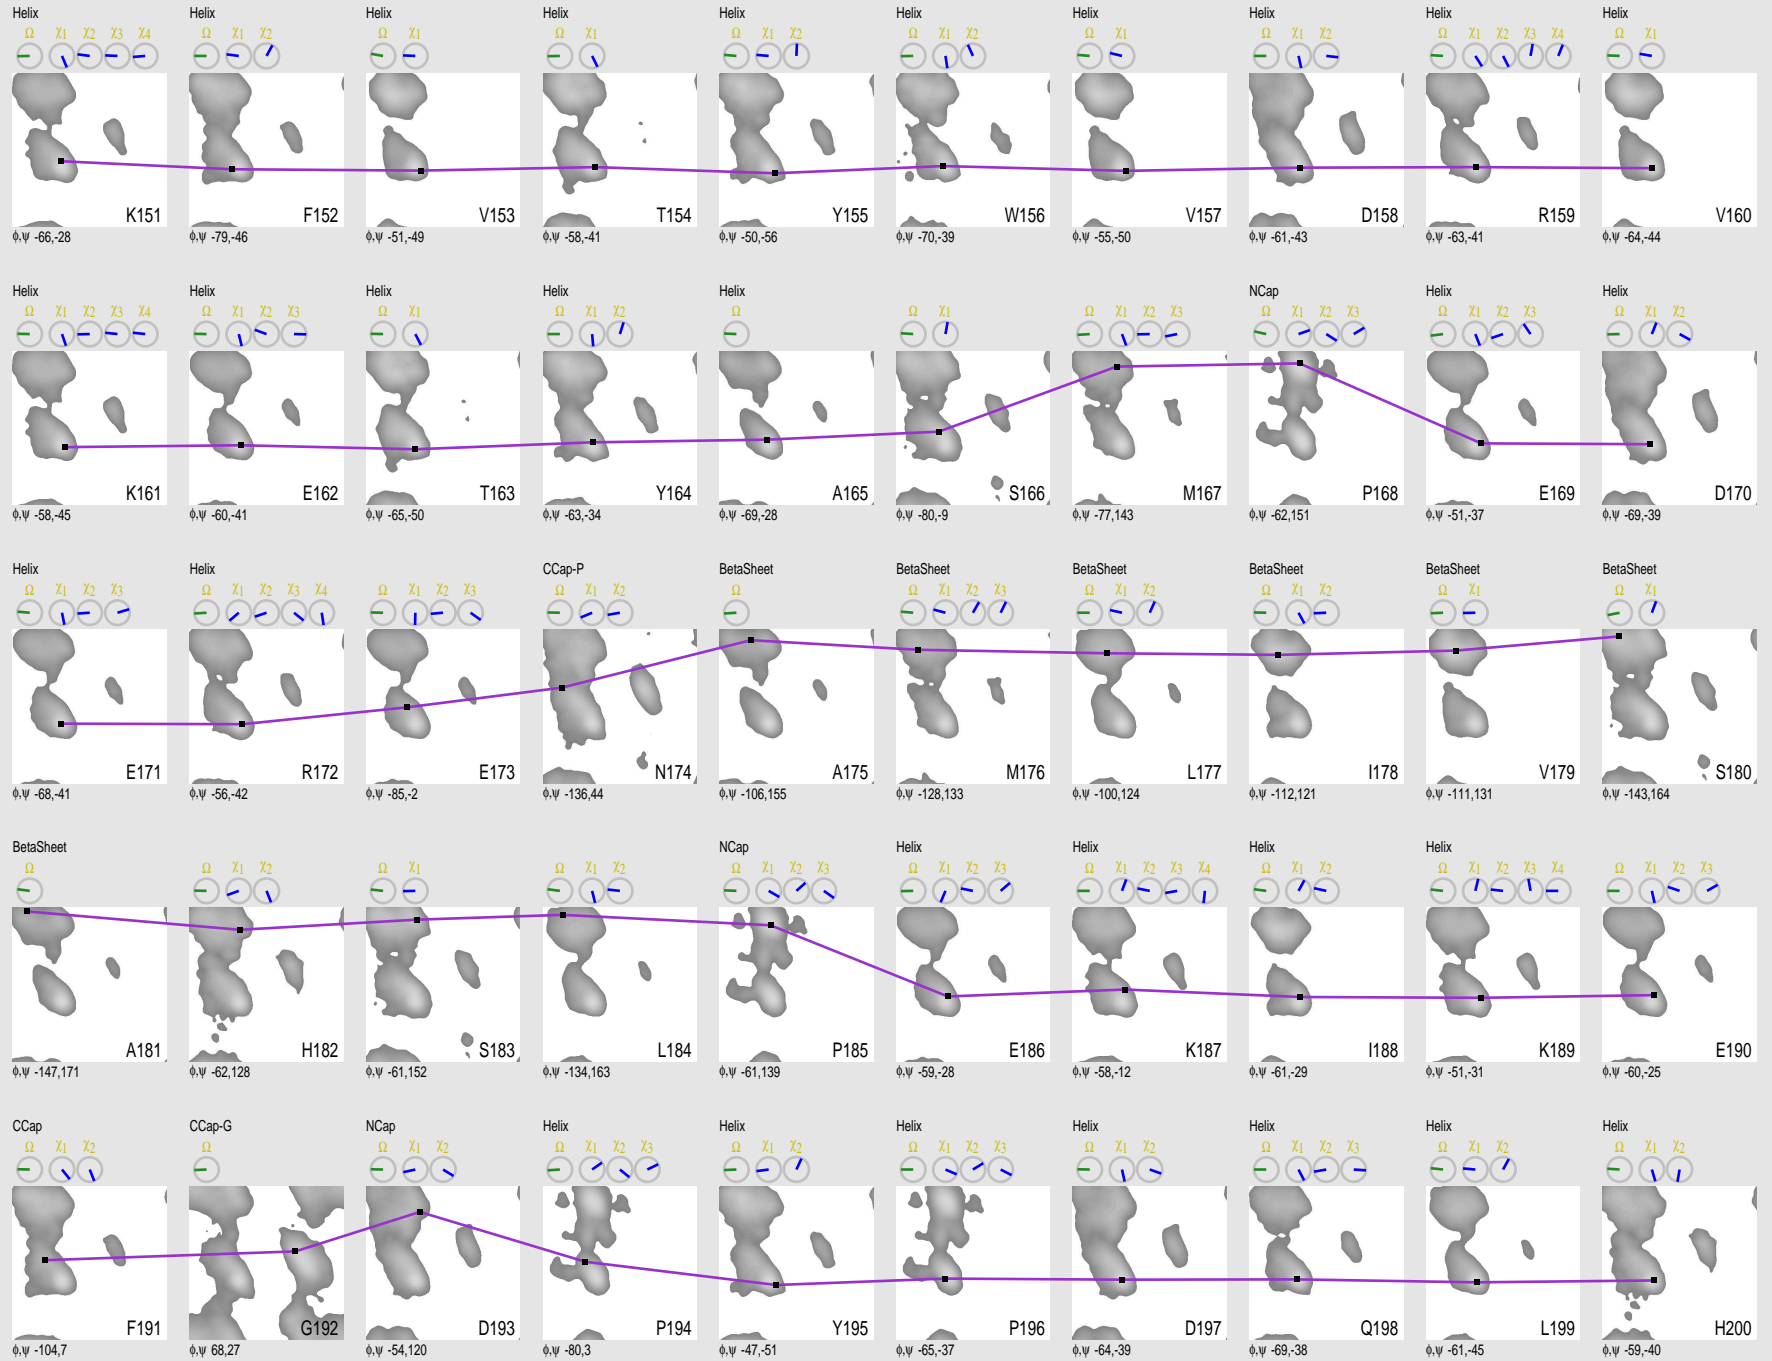 Helix Helix Helix Helix Helix Helix Helix Helix Helix Helix
Ω χ1 χ2 χ3 χ4 Ω χ1 χ2 Ω χ1 Ω χ1 Ω χ1 χ2 Ω χ1 χ2 Ω χ1 Ω χ1 χ2 Ω χ1 χ2 χ3 χ4 Ω χ1
K151 F152 V153 T154 Y155 W156 V157 D158 R159 V160
ϕ,ψ -66,-28 ϕ,ψ -79,-46 ϕ,ψ -51,-49 ϕ,ψ -58,-41 ϕ,ψ -50,-56 ϕ,ψ -70,-39 ϕ,ψ -55,-50 ϕ,ψ -61,-43 ϕ,ψ -63,-41 ϕ,ψ -64,-44
Helix Helix Helix Helix Helix Helix Helix NCap Helix Helix
Ω χ1 χ2 χ3 χ4 Ω χ1 χ2 χ3 Ω χ1 Ω χ1 χ2 Ω Ω χ1 Ω χ1 χ2 χ3 Ω χ1 χ2 χ3 Ω χ1 χ2 χ3 Ω χ1 χ2
K161 E162 T163 Y164 A165 S166 M167 P168 E169 D170
ϕ,ψ -58,-45 ϕ,ψ -60,-41 ϕ,ψ -65,-50 ϕ,ψ -63,-34 ϕ,ψ -69,-28 ϕ,ψ -80,-9 ϕ,ψ -77,143 ϕ,ψ -62,151 ϕ,ψ -51,-37 ϕ,ψ -69,-39
Helix Helix Helix CCap-P BetaSheet BetaSheet BetaSheet BetaSheet BetaSheet BetaSheet
Ω χ1 χ2 χ3 Ω χ1 χ2 χ3 χ4 Ω χ1 χ2 χ3 Ω χ1 χ2 Ω Ω χ1 χ2 χ3 Ω χ1 χ2 Ω χ1 χ2 Ω χ1 Ω χ1
E171 R172 E173 N174 A175 M176 L177 I178 V179 S180
ϕ,ψ -68,-41 ϕ,ψ -56,-42 ϕ,ψ -85,-2 ϕ,ψ -136,44 ϕ,ψ -106,155 ϕ,ψ -128,133 ϕ,ψ -100,124 ϕ,ψ -112,121 ϕ,ψ -111,131 ϕ,ψ -143,164
BetaSheet NCap Helix Helix Helix Helix Helix
Ω Ω χ1 χ2 Ω χ1 Ω χ1 χ2 Ω χ1 χ2 χ3 Ω χ1 χ2 χ3 Ω χ1 χ2 χ3 χ4 Ω χ1 χ2 Ω χ1 χ2 χ3 χ4 Ω χ1 χ2 χ3
A181 H182 S183 L184 P185 E186 K187 I188 K189 E190
ϕ,ψ -147,171 ϕ,ψ -62,128 ϕ,ψ -61,152 ϕ,ψ -134,163 ϕ,ψ -61,139 ϕ,ψ -59,-28 ϕ,ψ -58,-12 ϕ,ψ -61,-29 ϕ,ψ -51,-31 ϕ,ψ -60,-25
CCap CCap-G NCap Helix Helix Helix Helix Helix Helix Helix
Ω χ1 χ2 Ω Ω χ1 χ2 Ω χ1 χ2 χ3 Ω χ1 χ2 Ω χ1 χ2 χ3 Ω χ1 χ2 Ω χ1 χ2 χ3 Ω χ1 χ2 Ω χ1 χ2
F191 G192 D193 P194 Y195 P196 D197 Q198 L199 H200
ϕ,ψ -104,7 ϕ,ψ 68,27 ϕ,ψ -54,120 ϕ,ψ -80,3 ϕ,ψ -47,-51 ϕ,ψ -65,-37 ϕ,ψ -64,-39 ϕ,ψ -69,-38 ϕ,ψ -61,-45 ϕ,ψ -59,-40